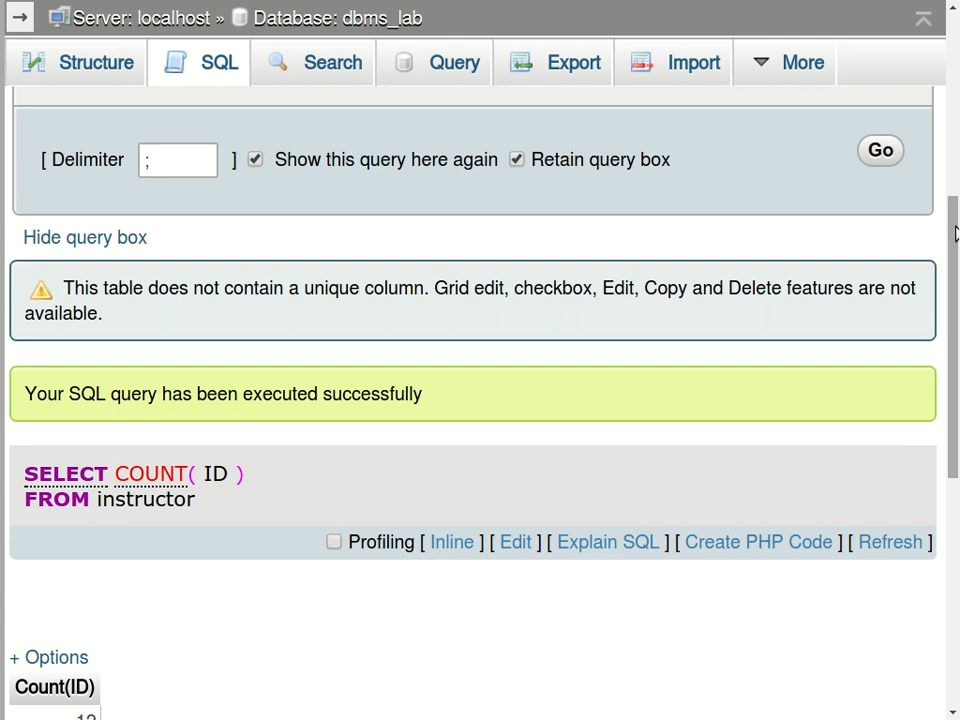 Server: localhost » Database: dbms_lab
Structure SQL Search Query Export Import More
[ Delimiter ; ] Show this query here again Retain query box Go
Hide query box
This table does not contain a unique column. Grid edit, checkbox, Edit, Copy and Delete features are not
available.
Your SQL query has been executed successfully
SELECT COUNT( ID )
FROM instructor
Profiling [ Inline ] [ Edit ] [ Explain SQL ] [ Create PHP Code ] [ Refresh ]
+ Options
Count(ID)